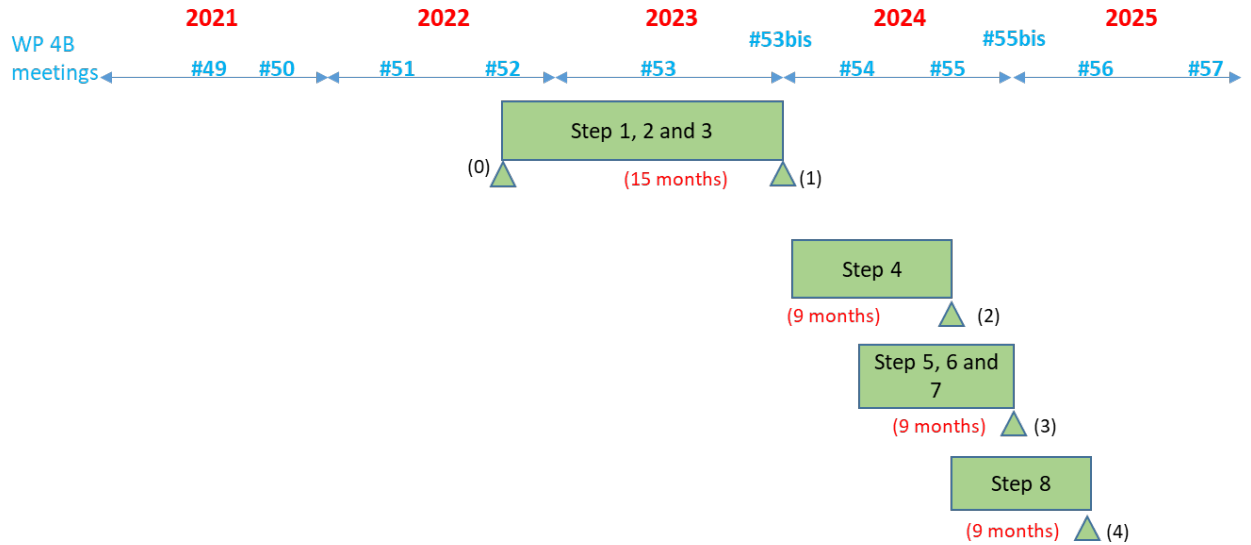 2021 2022 2023 2024 2025
WP 4B
meetings
#53bis #55bis
#49 #50 #51 #52 #53 #54 #55 #56 #57
Step 1, 2 and 3
(0) (15 months) (1)
Step 4
(9 months) (2)
Step 5, 6 and
7
(9 months) (3)
Step 8
(9 months) (4)